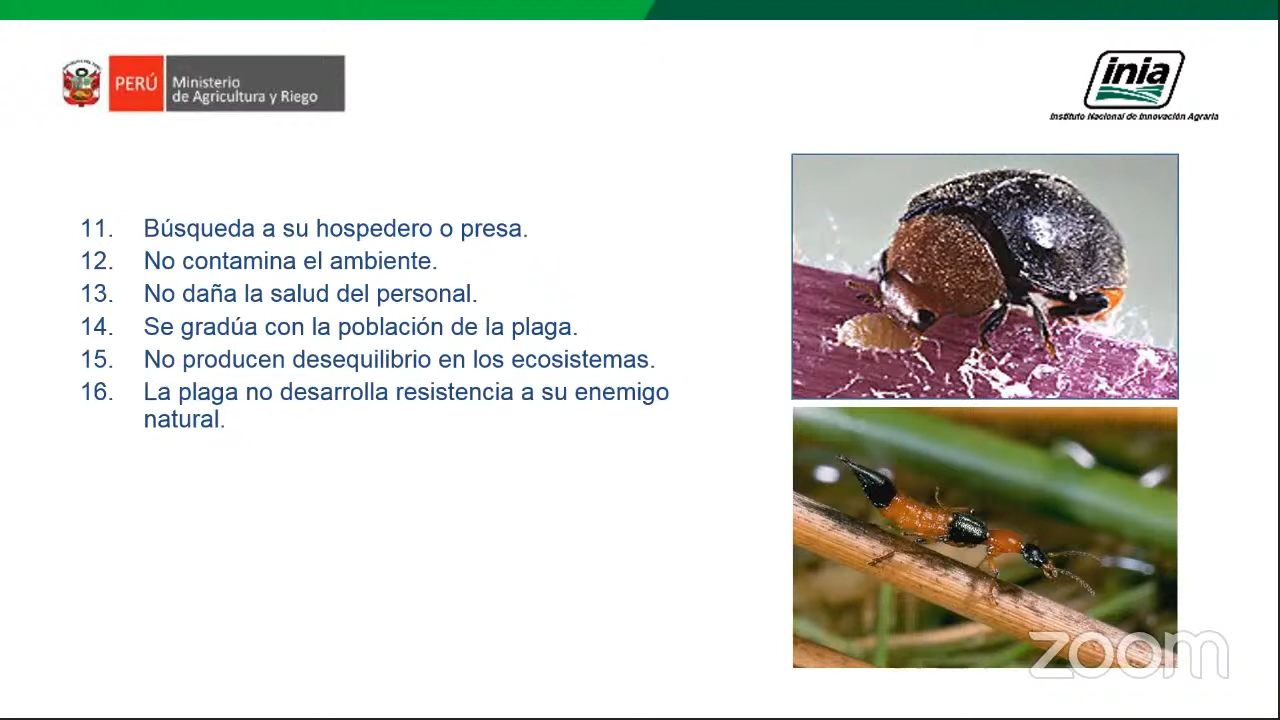 PERÚ
Ministerio
de Agricultura y Riego
inia
Instituto Nacional de Innovación Agraria
11. Búsqueda a su hospedero o presa.
12. No contamina el ambiente.
13. No daña la salud del personal.
14. Se gradúa con la población de la plaga.
15. No producen desequilibrio en los ecosistemas.
16. La plaga no desarrolla resistencia a su enemigo
natural.
zoom